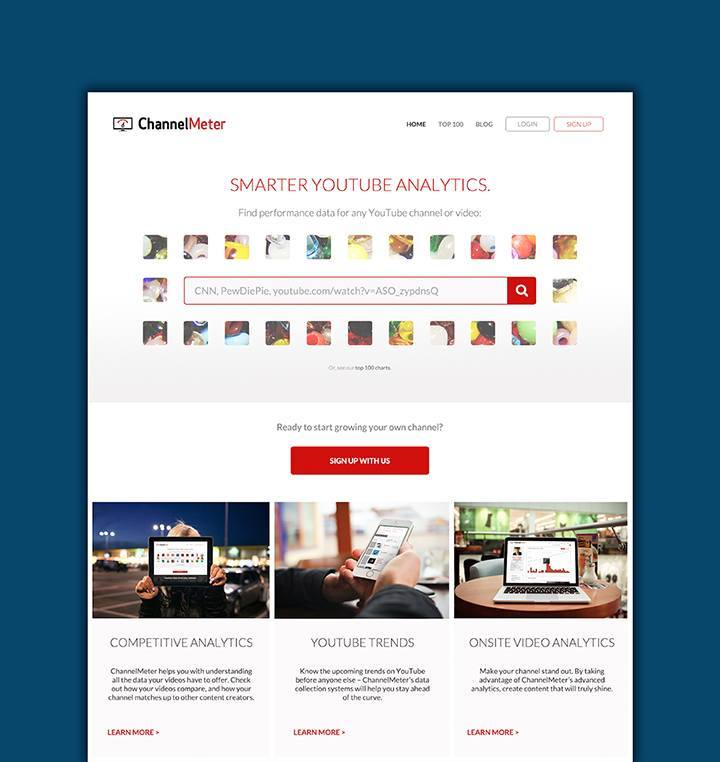 ChannelMeter
HOME TOP 100 BLOG LOGIN SIGN UP
SMARTER YOUTUBE ANALYTICS.
Find performance data for any YouTube channel or video:
CNN, PewDiePie, youtube.com/watch?v=ASO_zypdnsQ
Or, see our top 100 charts.
Ready to start growing your own channel?
SIGN UP WITH US
COMPETITIVE ANALYTICS
ChannelMeter helps you with understanding
all the data your videos have to offer. Check
out how your videos compare, and how your
channel matches up to other content creators.
LEARN MORE >
YOUTUBE TRENDS
Know the upcoming trends on YouTube
before anyone else – ChannelMeter's data
collection systems will help you stay ahead
of the curve.
LEARN MORE >
ONSITE VIDEO ANALYTICS
Make your channel stand out. By taking
advantage of ChannelMeter's advanced
analytics, create content that will truly shine.
LEARN MORE >